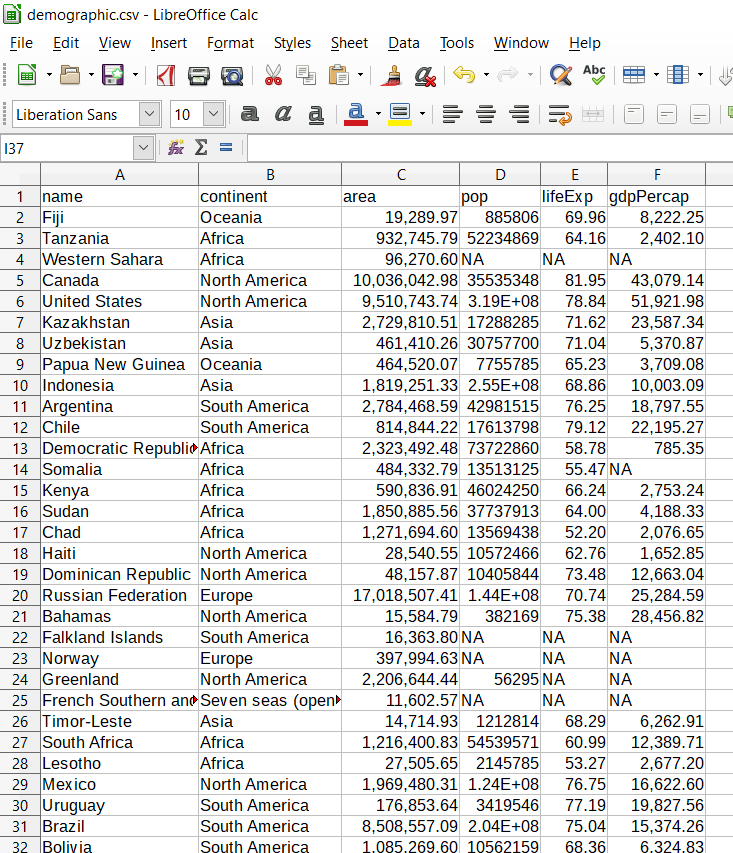 demographic.csv - LibreOffice Calc
File Edit View Insert Format Styles Sheet Data Tools Window Help
Abc
Liberation Sans 10 a a a a
I37 fx Σ =
A B C D E F
1 name continent area pop lifeExp gdpPercap
2 Fiji Oceania 19,289.97 885806 69.96 8,222.25
3 Tanzania Africa 932,745.79 52234869 64.16 2,402.10
4 Western Sahara Africa 96,270.60 NA NA NA
5 Canada North America 10,036,042.98 35535348 81.95 43,079.14
6 United States North America 9,510,743.74 3.19E+08 78.84 51,921.98
7 Kazakhstan Asia 2,729,810.51 17288285 71.62 23,587.34
8 Uzbekistan Asia 461,410.26 30757700 71.04 5,370.87
9 Papua New Guinea Oceania 464,520.07 7755785 65.23 3,709.08
10 Indonesia Asia 1,819,251.33 2.55E+08 68.86 10,003.09
11 Argentina South America 2,784,468.59 42981515 76.25 18,797.55
12 Chile South America 814,844.22 17613798 79.12 22,195.27
13 Democratic Republi Africa 2,323,492.48 73722860 58.78 785.35
14 Somalia Africa 484,332.79 13513125 55.47 NA
15 Kenya Africa 590,836.91 46024250 66.24 2,753.24
16 Sudan Africa 1,850,885.56 37737913 64.00 4,188.33
17 Chad Africa 1,271,694.60 13569438 52.20 2,076.65
18 Haiti North America 28,540.55 10572466 62.76 1,652.85
19 Dominican Republic North America 48,157.87 10405844 73.48 12,663.04
20 Russian Federation Europe 17,018,507.41 1.44E+08 70.74 25,284.59
21 Bahamas North America 15,584.79 382169 75.38 28,456.82
22 Falkland Islands South America 16,363.80 NA NA NA
23 Norway Europe 397,994.63 NA NA NA
24 Greenland North America 2,206,644.44 56295 NA NA
25 French Southern an Seven seas (open 11,602.57 NA NA NA
26 Timor-Leste Asia 14,714.93 1212814 68.29 6,262.91
27 South Africa Africa 1,216,400.83 54539571 60.99 12,389.71
28 Lesotho Africa 27,505.65 2145785 53.27 2,677.20
29 Mexico North America 1,969,480.31 1.24E+08 76.75 16,622.60
30 Uruguay South America 176,853.64 3419546 77.19 19,827.56
31 Brazil South America 8,508,557.09 2.04E+08 75.04 15,374.26
32 Bolivia South America 1,085,269.60 10562159 68.36 6,324.83